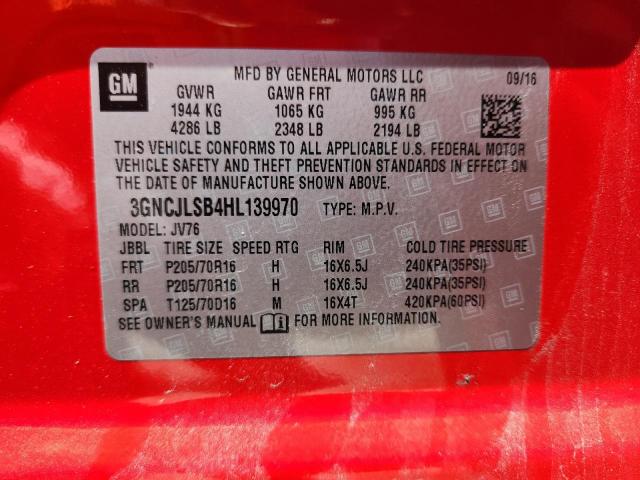 GM
MFD BY GENERAL MOTORS LLC 09/16
GVWR GAWR FRT GAWR RR
1944 KG 1065 KG 995 KG
4286 LB 2348 LB 2194 LB
THIS VEHICLE CONFORMS TO ALL APPLICABLE U.S. FEDERAL MOTOR
VEHICLE SAFETY AND THEFT PREVENTION STANDARDS IN EFFECT ON
THE DATE OF MANUFACTURE SHOWN ABOVE.
3GNCJLSB4HL139970 TYPE: M.P.V.
MODEL: JV76
JBBL TIRE SIZE SPEED RTG RIM COLD TIRE PRESSURE
FRT P205/70R16 H 16X6.5J 240KPA(35PSI)
RR P205/70R16 H 16X6.5J 240KPA(35PSI)
SPA T125/70D16 M 16X4T 420KPA(60PSI)
SEE OWNER'S MANUAL FOR MORE INFORMATION.